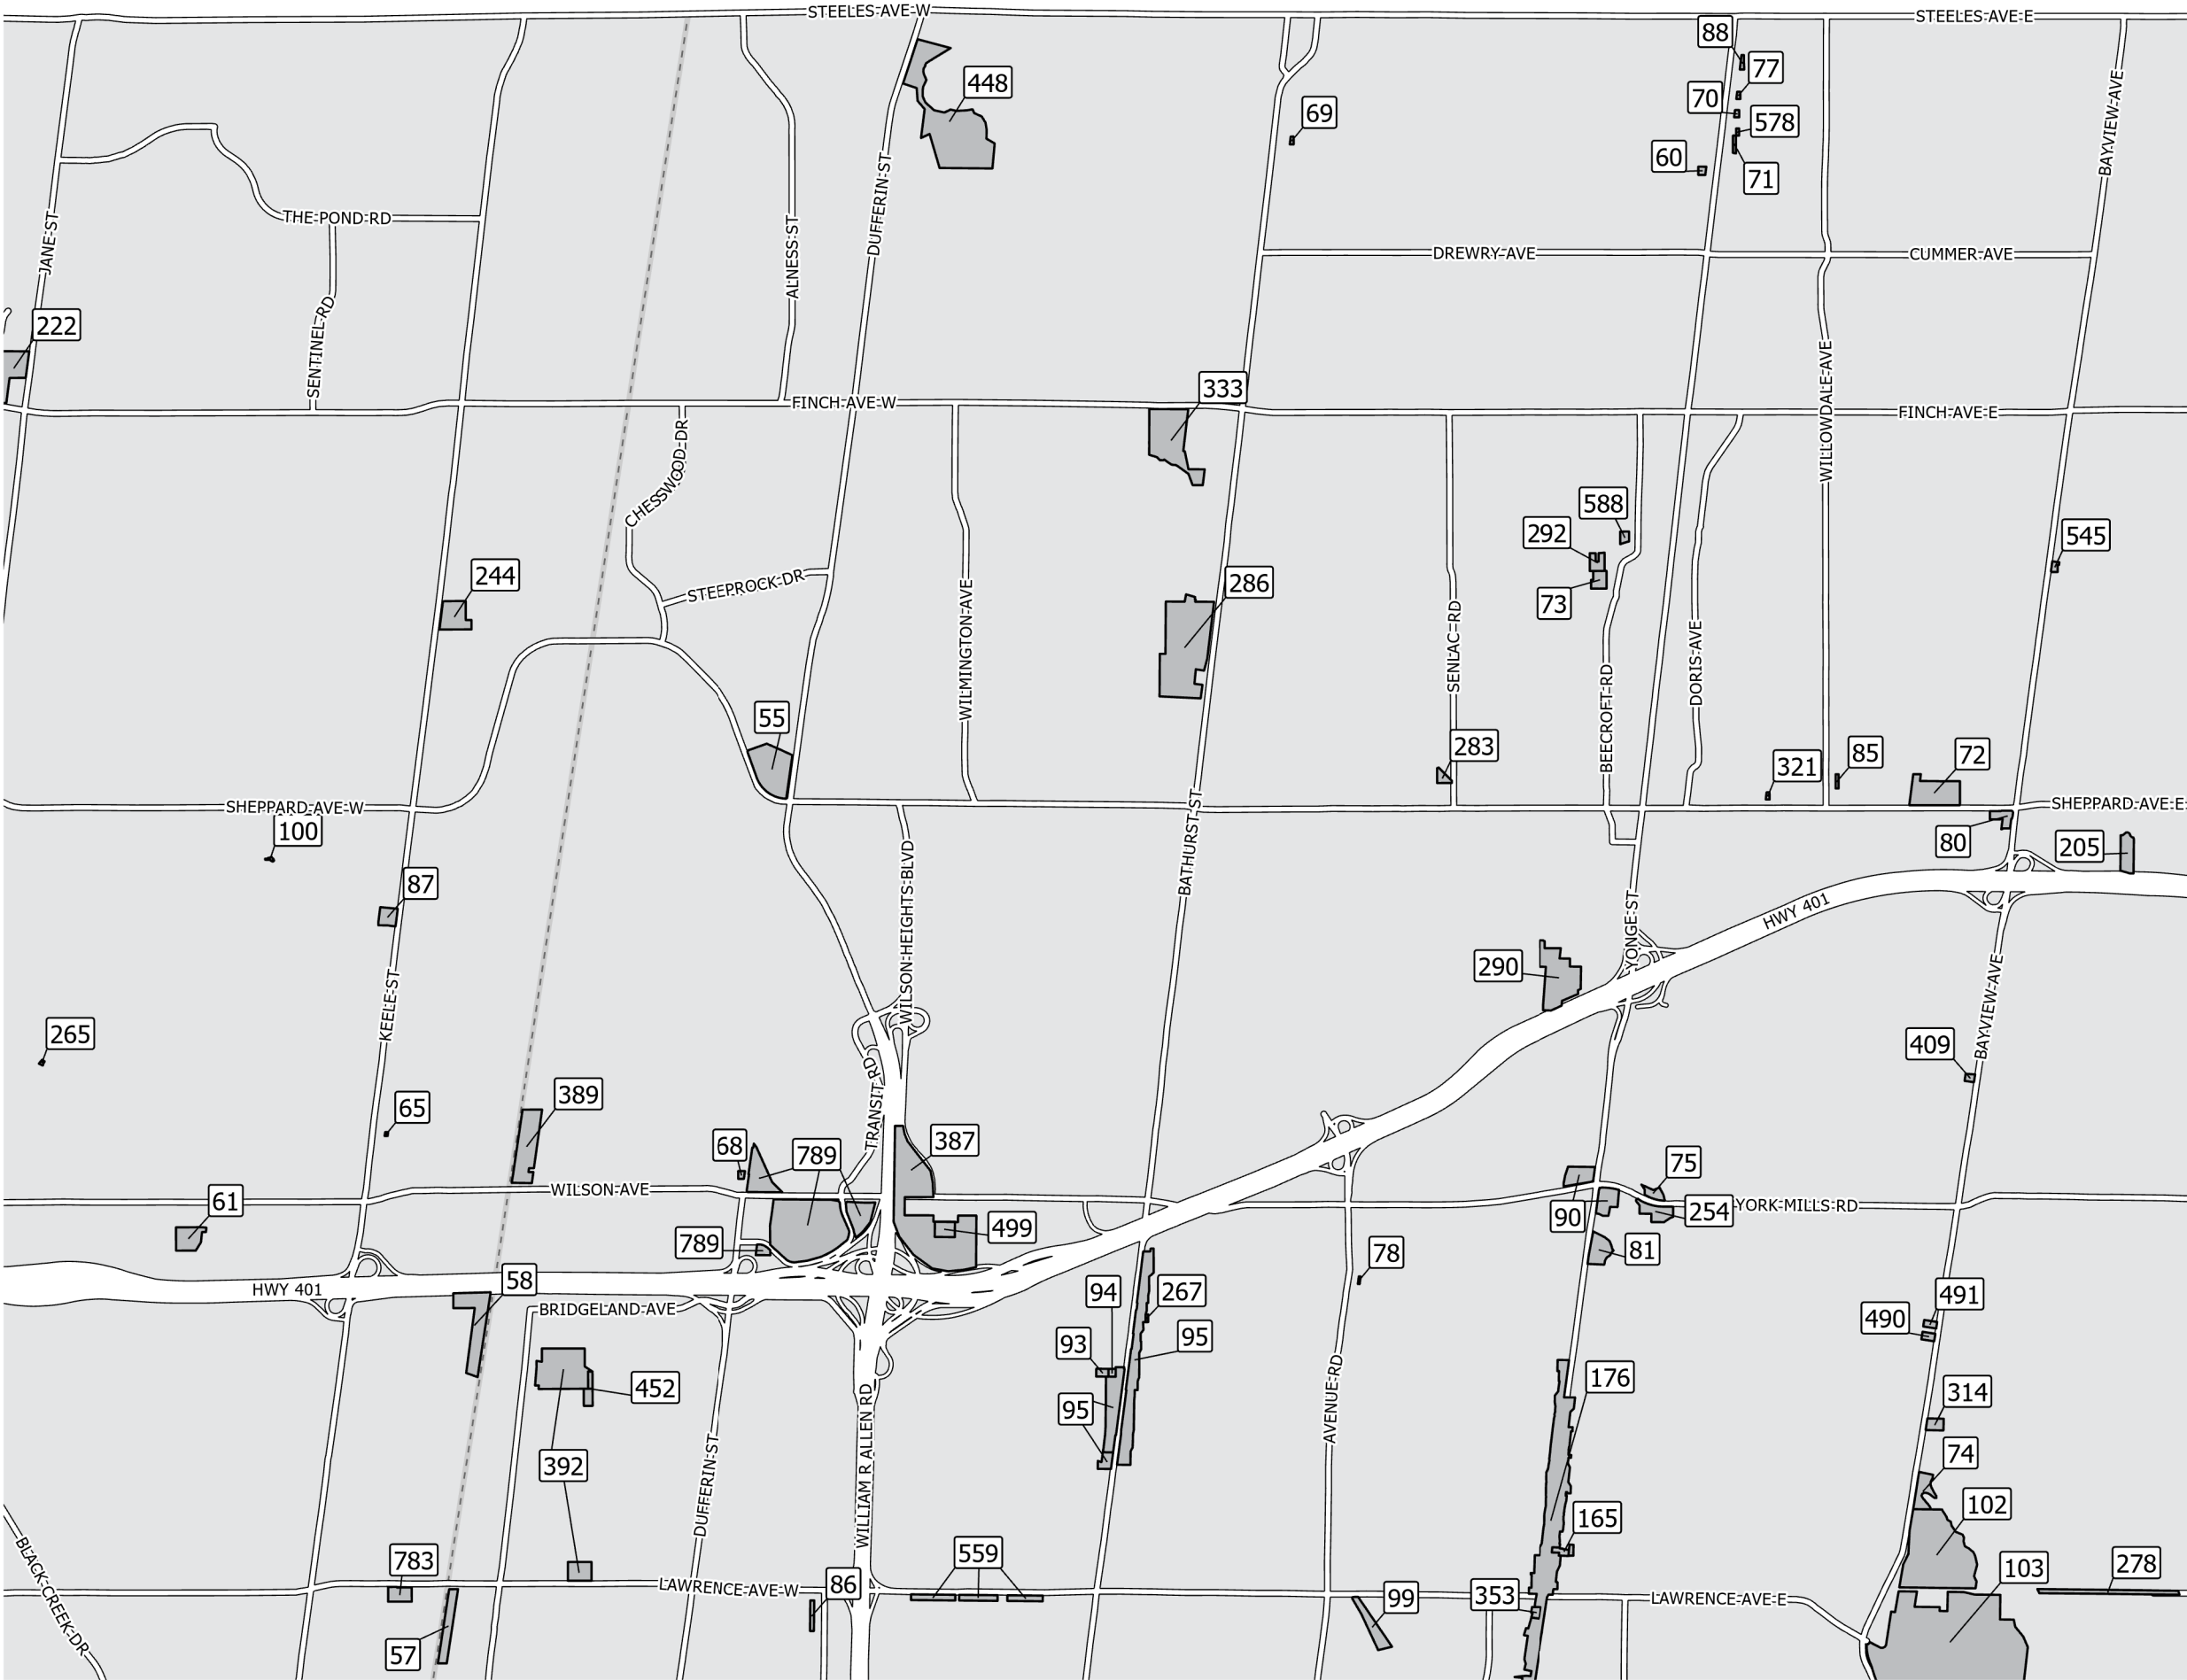 STEELES AVE W
STEELES AVE E
88
77
70
578
60
71
69
448
BAYVIEW AVE
DUFFERIN ST
ALNESS ST
JANE ST
THE POND RD
SENTINEL RD
DREWRY AVE
CUMMER AVE
222
WILLOWDALE AVE
333
FINCH AVE W
FINCH AVE E
CHESSWOOD DR
588
292
73
545
244
STEEPROCK DR
286
WILMINGTON AVE
SENLAC RD
BEECROFT RD
DORIS AVE
55
283
321
85
72
SHEPPARD AVE W
SHEPPARD AVE E
100
80
205
87
WILSON HEIGHTS BLVD
BATHURST ST
YONGE ST
HWY 401
290
KEELE ST
265
BAYVIEW AVE
409
TRANSIT RD
389
65
68
789
387
75
WILSON AVE
61
YORK MILLS RD
254
90
499
789
81
78
HWY 401
58
BRIDGELAND AVE
94
267
491
490
93
95
452
176
AVENUE RD
314
95
WILLIAM R ALLEN RD
DUFFERIN ST
392
74
102
165
BLACK CREEK DR
783
559
278
103
LAWRENCE AVE W
86
99
353
LAWRENCE AVE E
57